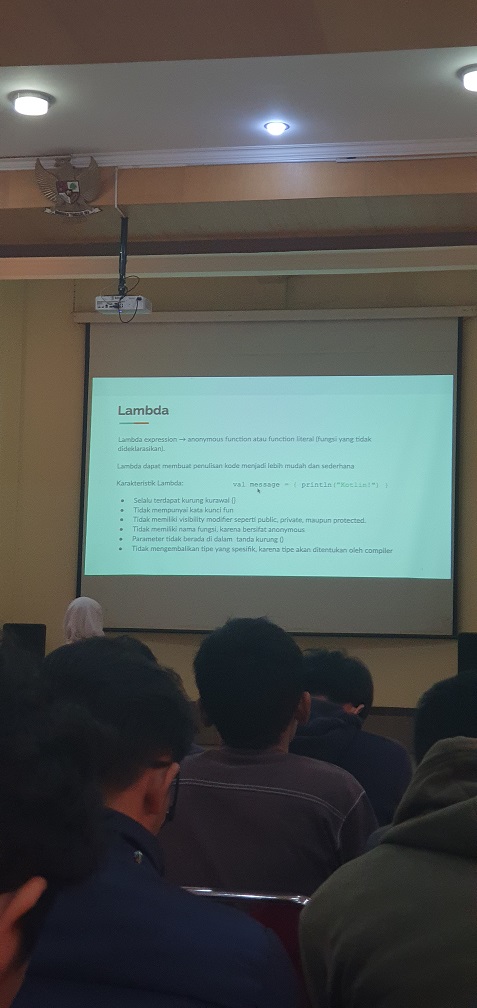 Lambda
Lambda expression → anonymous function atau function literal (fungsi yang tidak
dideklarasikan).
Lambda dapat membuat penulisan kode menjadi lebih mudah dan sederhana
Karakteristik Lambda:
val message = { println("Kotlin") }
• Selalu terdapat kurung kurawal {}
• Tidak mempunyai kata kunci fun
• Tidak memiliki visibility modifier seperti public, private, maupun protected.
• Tidak memiliki nama fungsi, karena bersifat anonymous
• Parameter tidak berada di dalam tanda kurung ()
• Tidak mengembalikan tipe yang spesifik, karena tipe akan ditentukan oleh compiler